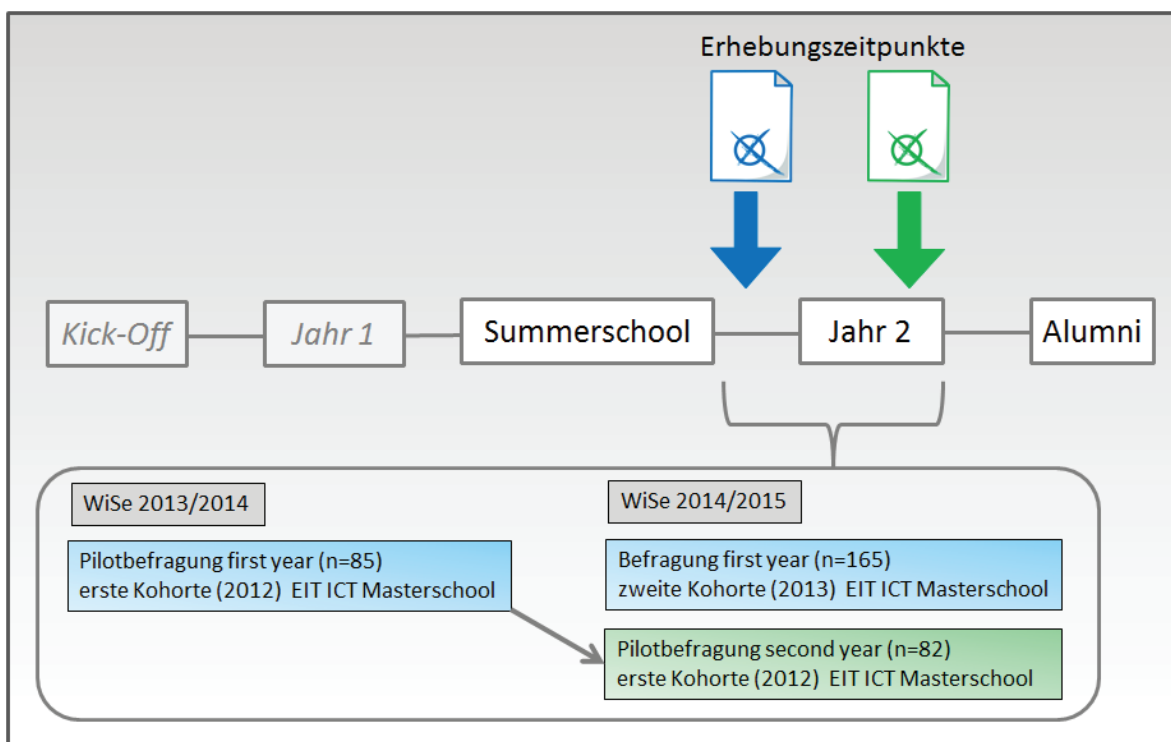 Erhebungszeitpunkte
Kick-Off
Jahr 1
Summerschool
Jahr 2
Alumni
WiSe 2013/2014
Pilotbefragung first year (n=85)
erste Kohorte (2012) EIT ICT Masterschool
WiSe 2014/2015
Befragung first year (n=165)
zweite Kohorte (2013) EIT ICT Masterschool
Pilotbefragung second year (n=82)
erste Kohorte (2012) EIT ICT Masterschool